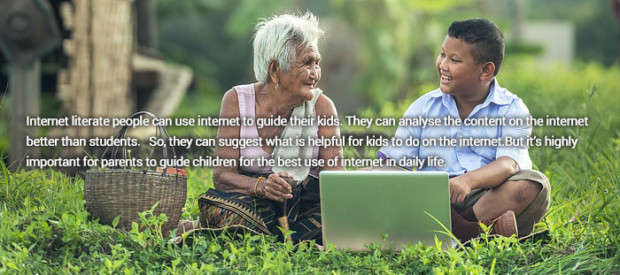 Internet literate people can use internet to guide their kids. They can analyse the content on the internet
better than students.   So, they can suggest what is helpful for kids to do on the internet.But it's highly
important for parents to guide children for the best use of internet in daily life.